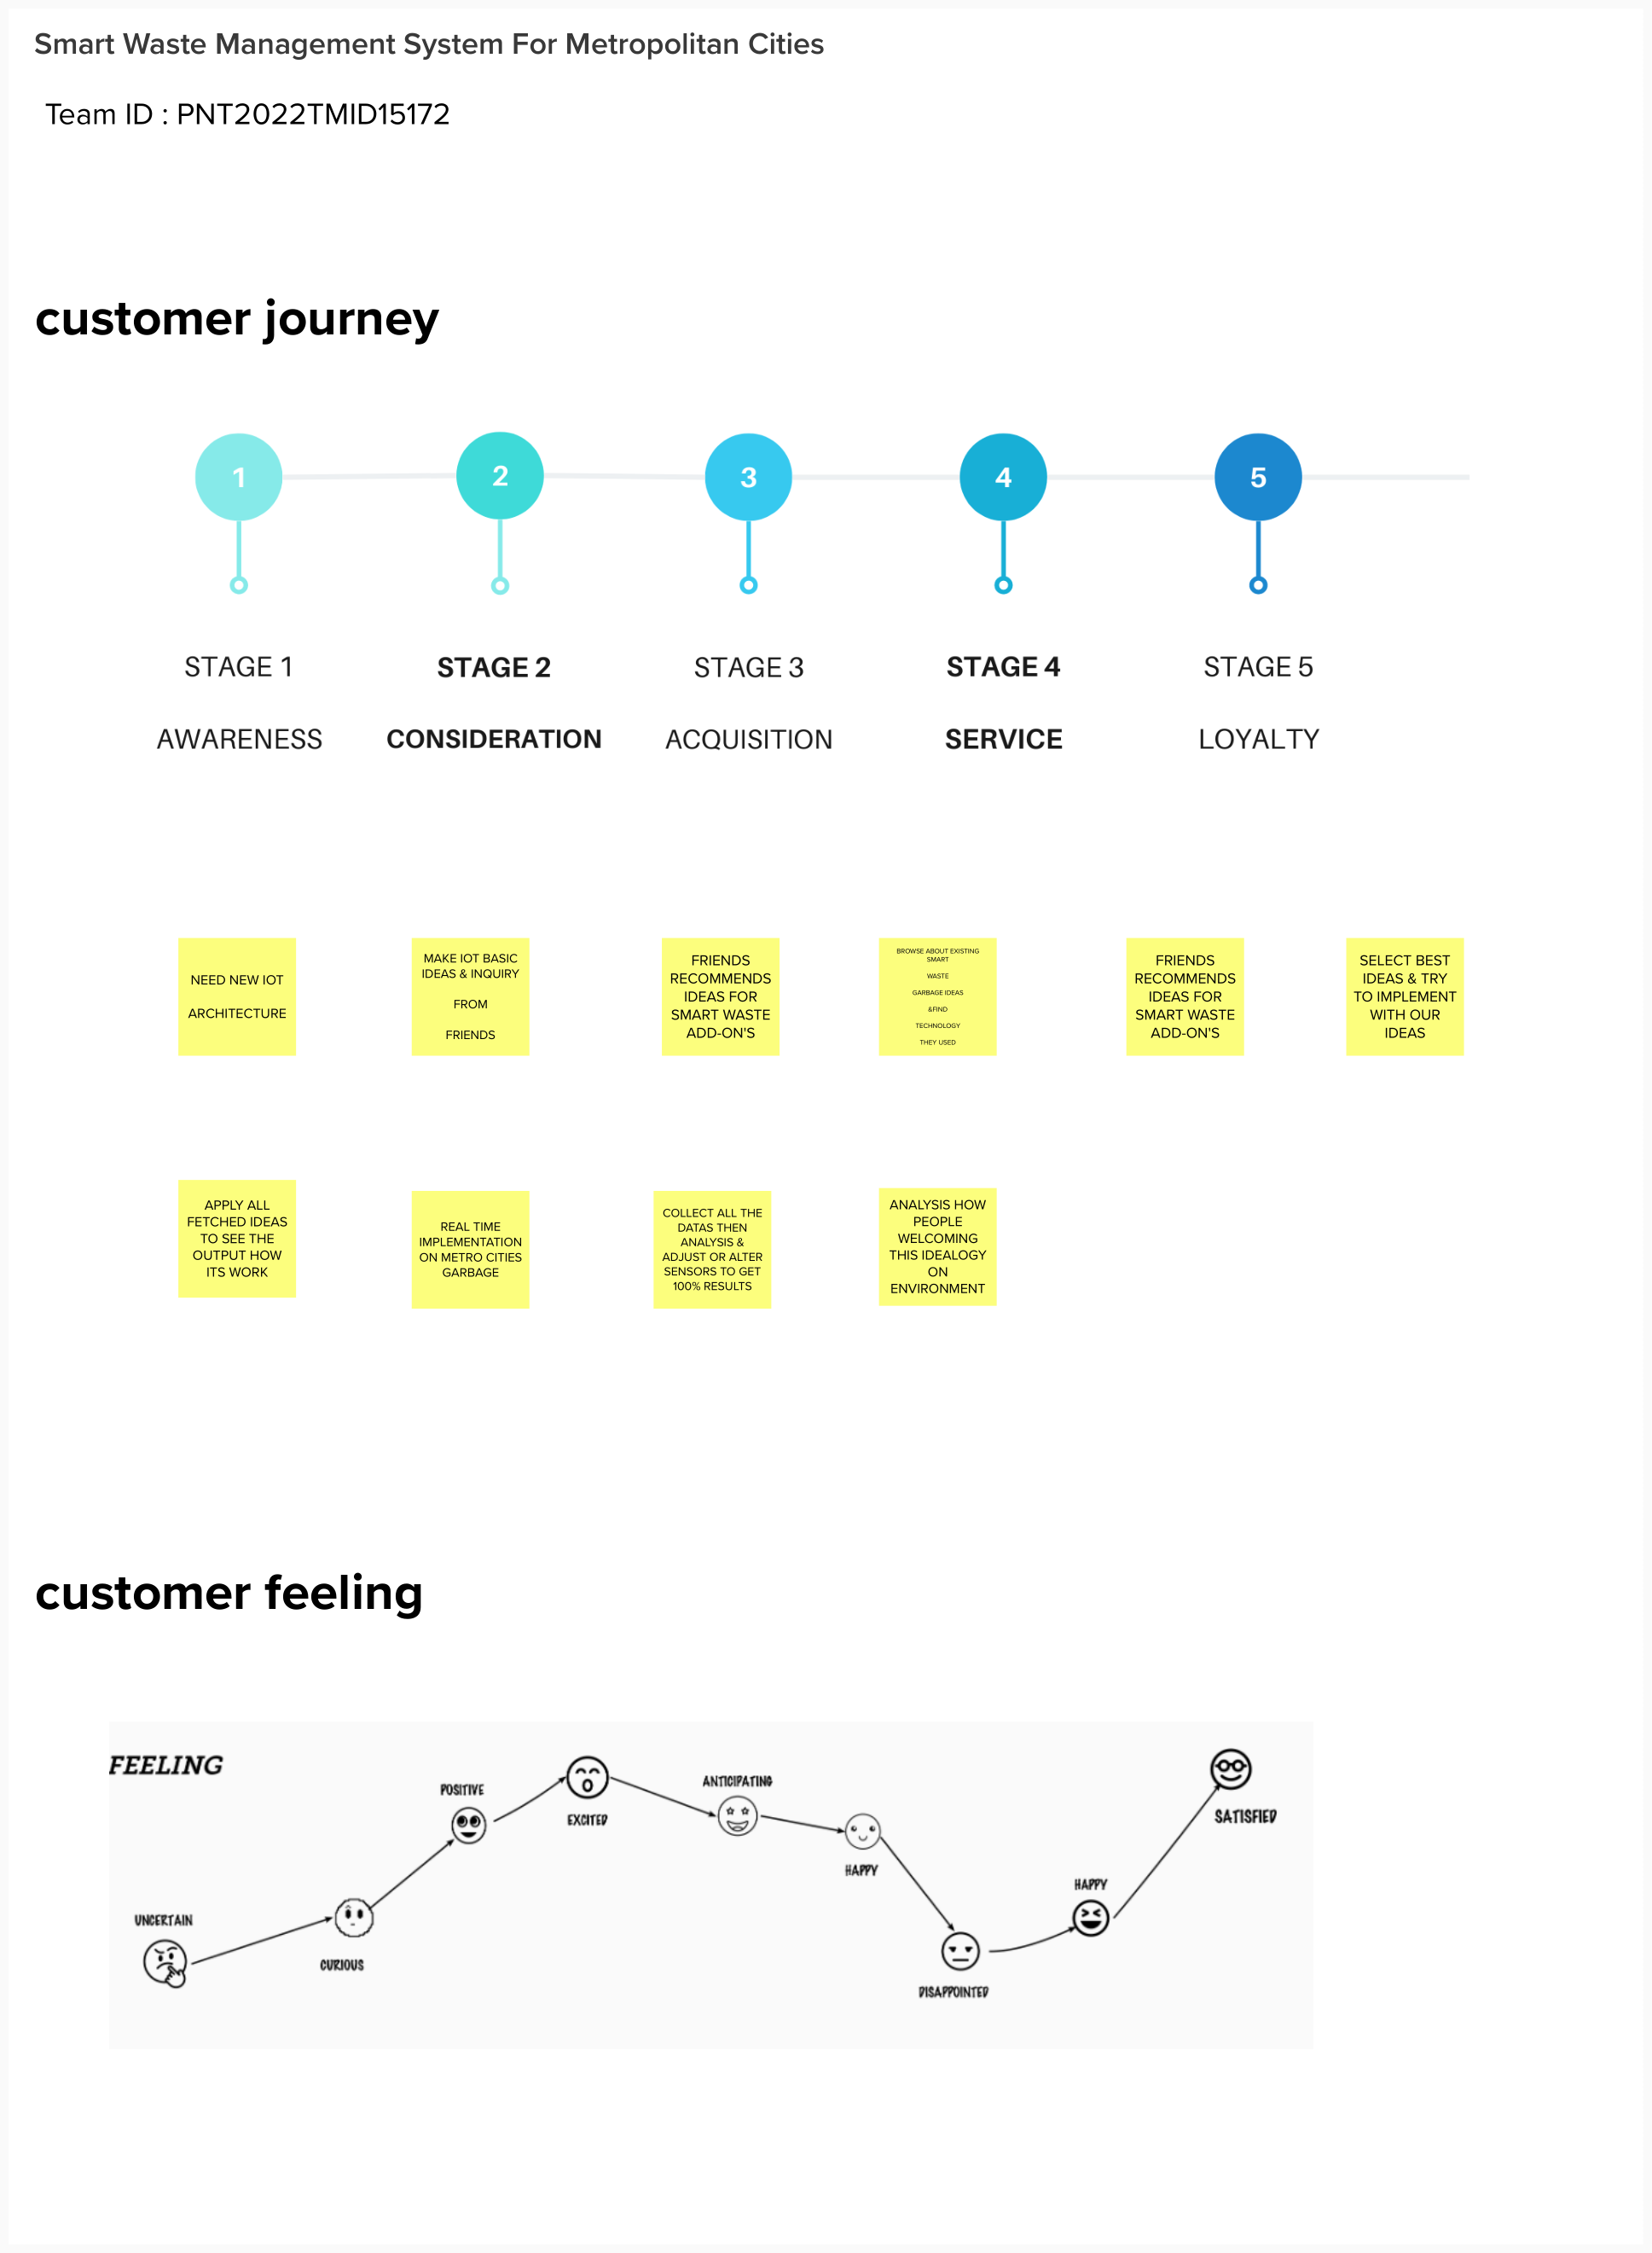 Smart Waste Management System For Metropolitan Cities
Team ID : PNT2022TMID15172
customer journey
1
2
3
4
5
STAGE 1
STAGE 2
STAGE 3
STAGE 4
STAGE 5
AWARENESS
CONSIDERATION
ACQUISITION
SERVICE
LOYALTY
NEED NEW IOT
ARCHITECTURE
MAKE IOT BASIC
IDEAS & INQUIRY
FROM
FRIENDS
FRIENDS
RECOMMENDS
IDEAS FOR
SMART WASTE
ADD-ON'S
BROWSE ABOUT EXISTING
SMART
WASTE
GARBAGE IDEAS
&FIND
TECHNOLOGY
THEY USED
FRIENDS
RECOMMENDS
IDEAS FOR
SMART WASTE
ADD-ON'S
SELECT BEST
IDEAS & TRY
TO IMPLEMENT
WITH OUR
IDEAS
APPLY ALL
FETCHED IDEAS
TO SEE THE
OUTPUT HOW
ITS WORK
REAL TIME
IMPLEMENTATION
ON METRO CITIES
GARBAGE
COLLECT ALL THE
DATAS THEN
ANALYSIS &
ADJUST OR ALTER
SENSORS TO GET
100% RESULTS
ANALYSIS HOW
PEOPLE
WELCOMING
THIS IDEALOGY
ON
ENVIRONMENT
customer feeling
FEELING
UNCERTAIN
CURIOUS
POSITIVE
EXCITED
ANTICIPATING
HAPPY
DISAPPOINTED
HAPPY
SATISFIED